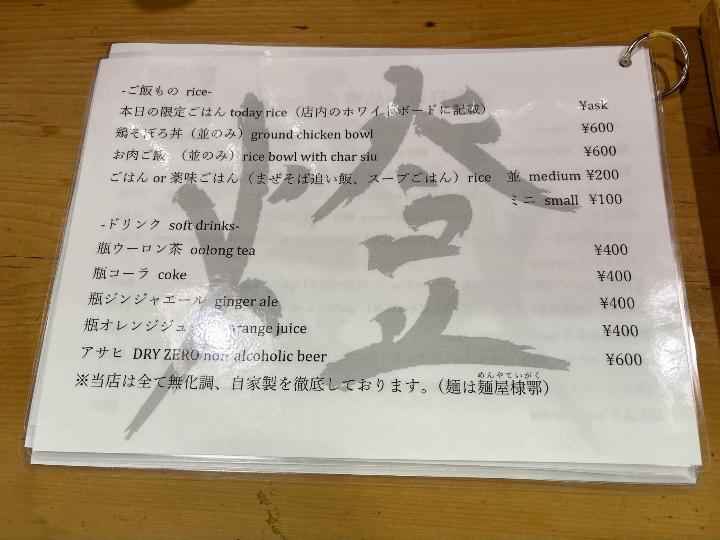 -ご飯もの rice-
本日の限定ごはん today rice（店内のホワイトボードに記載） ¥ask
鶏そぼろ丼（並のみ）ground chicken bowl ¥600
お肉ご飯 （並のみ）rice bowl with char siu ¥600
ごはん or 薬味ごはん（まぜそば追い飯、スープごはん）rice 並 medium ¥200
ミニ small ¥100
-ドリンク soft drinks-
瓶ウーロン茶 oolong tea ¥400
瓶コーラ coke ¥400
瓶ジンジャエール ginger ale ¥400
瓶オレンジジュース orange juice ¥400
アサヒ DRY ZERO non alcoholic beer ¥600
めんやていがく
※当店は全て無化調、自家製を徹底しております。（麺は麺屋棣鄂）
燈